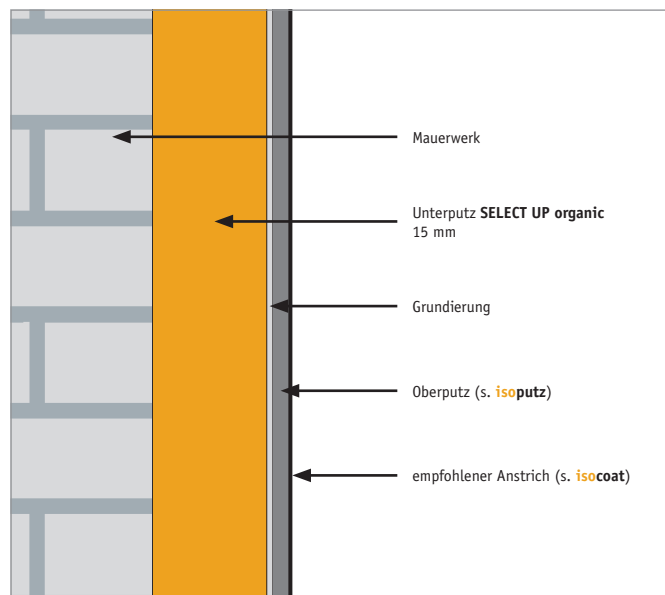 Mauerwerk
Unterputz SELECT UP organic
15 mm
Grundierung
Oberputz (s. isoputz)
empfohlener Anstrich (s. isocoat)